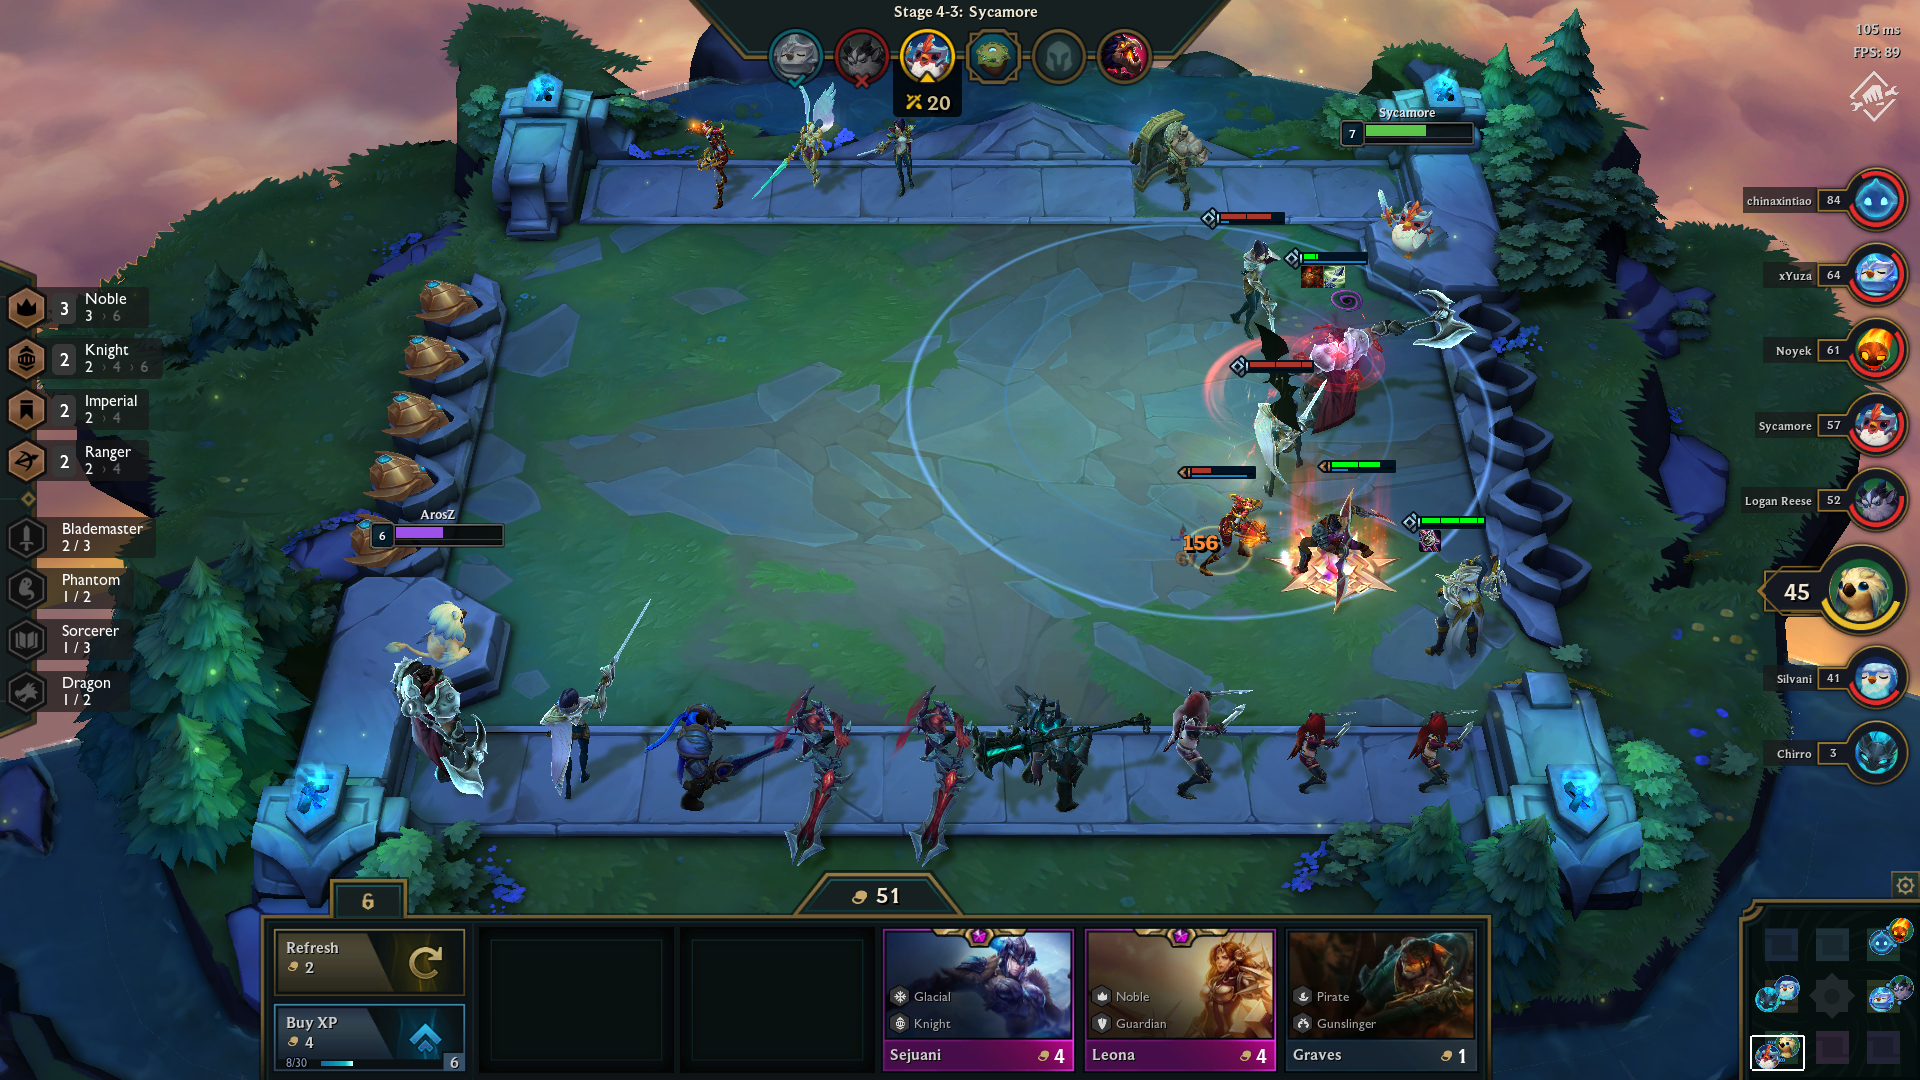 Stage 4-3: Sycamore
105 ms
FPS: 89
20
Sycamore
7
chinaxintiao 84
xYuza 64
Noyek 61
Sycamore 57
Logan Reese 52
45
Silvani 41
Chirro 3
3 Noble
3 › 6
2 Knight
2 › 4 › 6
2 Imperial
2 › 4
2 Ranger
2 › 4
Blademaster
2 / 3
Phantom
1 / 2
Sorcerer
1 / 3
Dragon
1 / 2
ArosZ
6
156
6
51
Refresh
2
Buy XP
4
8/30
6
Glacial
Knight
Sejuani 4
Noble
Guardian
Leona 4
Pirate
Gunslinger
Graves 1